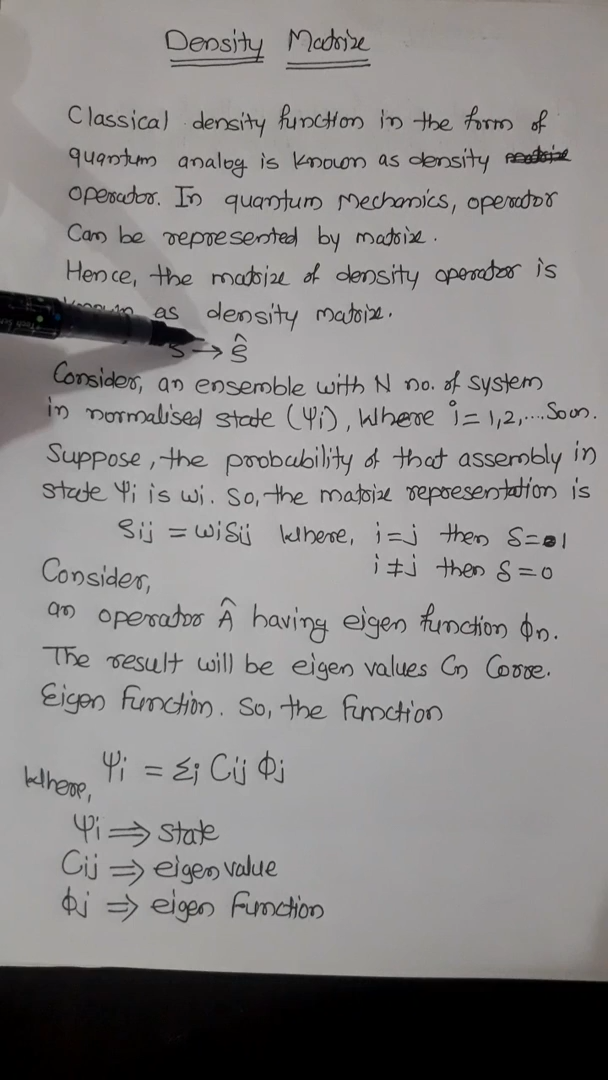 Density Matrix
Classical density function in the form of
quantum analog is known as density matrix
operator. In quantum Mechanics, operator
Can be represented by matrix.
Hence, the matrix of density operator is
known as density matrix.
ρ → ρ̂
Consider, an ensemble with N no. of system
in normalised state (Ψi), Where i = 1,2,....Soon.
Suppose, the probability of that assembly in
state Ψi is wi. So, the matrix representation is
ρij = wiδij Where, i=j then δ=1
i≠j then δ=0
Consider,
an operator Â having eigen function ϕn.
The result will be eigen values Cn Corre.
Eigen Function. So, the function
Ψi = Σj Cij ϕj
Where,
Ψi ⇒ state
Cij ⇒ eigen value
ϕj ⇒ eigen Function